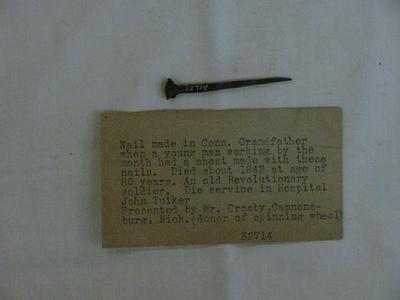 32714
Nail made in Conn. Grandfather
when a young man working by the
month had a chest made with these
nails. Died about 1842 at age of
80 years. An old Revolutionary
soldier. Die service in Hospital
John Tuiker
Presented by Mr. Crosby, Cannons-
burg, Mich. (donor of spinning wheel)
32714